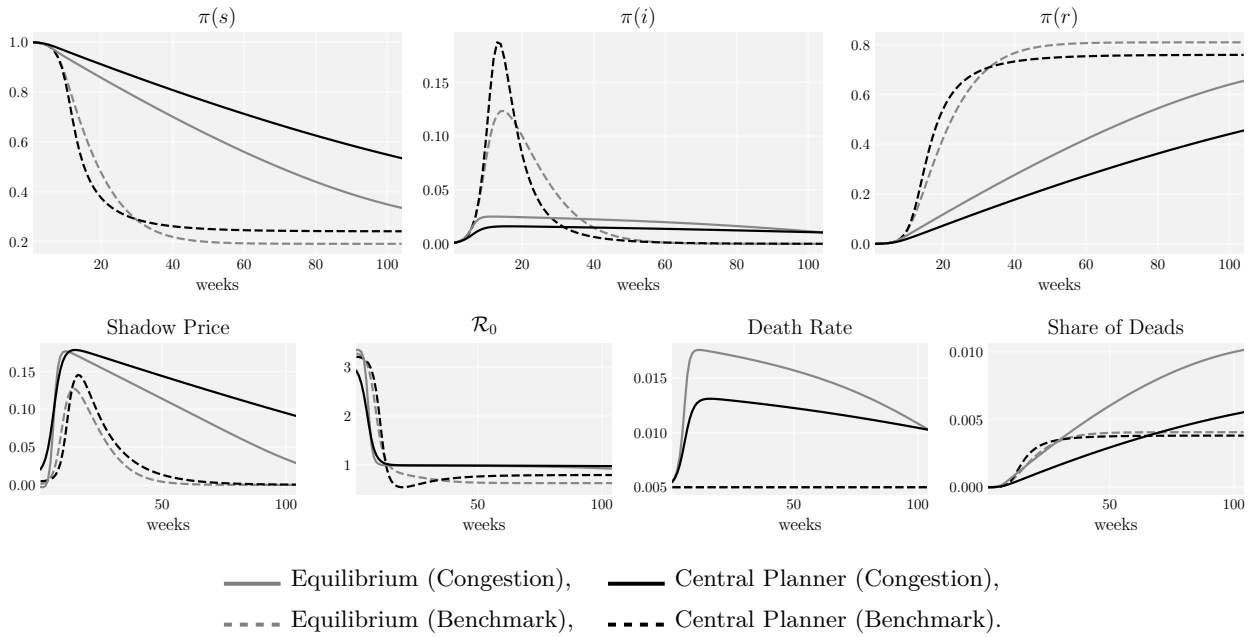 π(s)
π(i)
π(r)
1.0
0.8
0.6
0.4
0.2
20 40 60 80 100
weeks
0.15
0.10
0.05
0.00
20 40 60 80 100
weeks
0.8
0.6
0.4
0.2
0.0
20 40 60 80 100
weeks
Shadow Price
0.15
0.10
0.05
0.00
50 100
weeks
R₀
3
2
1
50 100
weeks
Death Rate
0.015
0.010
0.005
50 100
weeks
Share of Deads
0.010
0.005
0.000
50 100
weeks
Equilibrium (Congestion), Central Planner (Congestion),
Equilibrium (Benchmark), Central Planner (Benchmark).